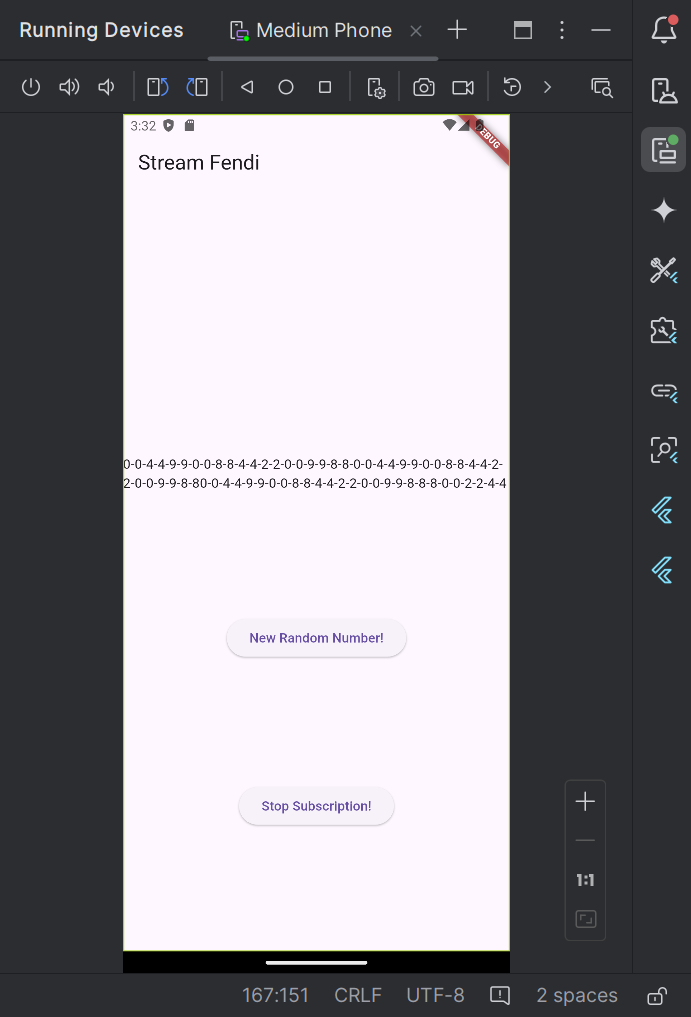 Running Devices
Medium Phone
3:32
DEBUG
Stream Fendi
0-0-4-4-9-9-0-0-8-8-4-4-2-2-0-0-9-9-8-8-0-0-4-4-9-9-0-0-8-8-4-4-2-
2-0-0-9-9-8-80-0-4-4-9-9-0-0-8-8-4-4-2-2-0-0-9-9-8-8-8-0-0-2-2-4-4
New Random Number!
Stop Subscription!
1:1
167:151 CRLF UTF-8 2 spaces